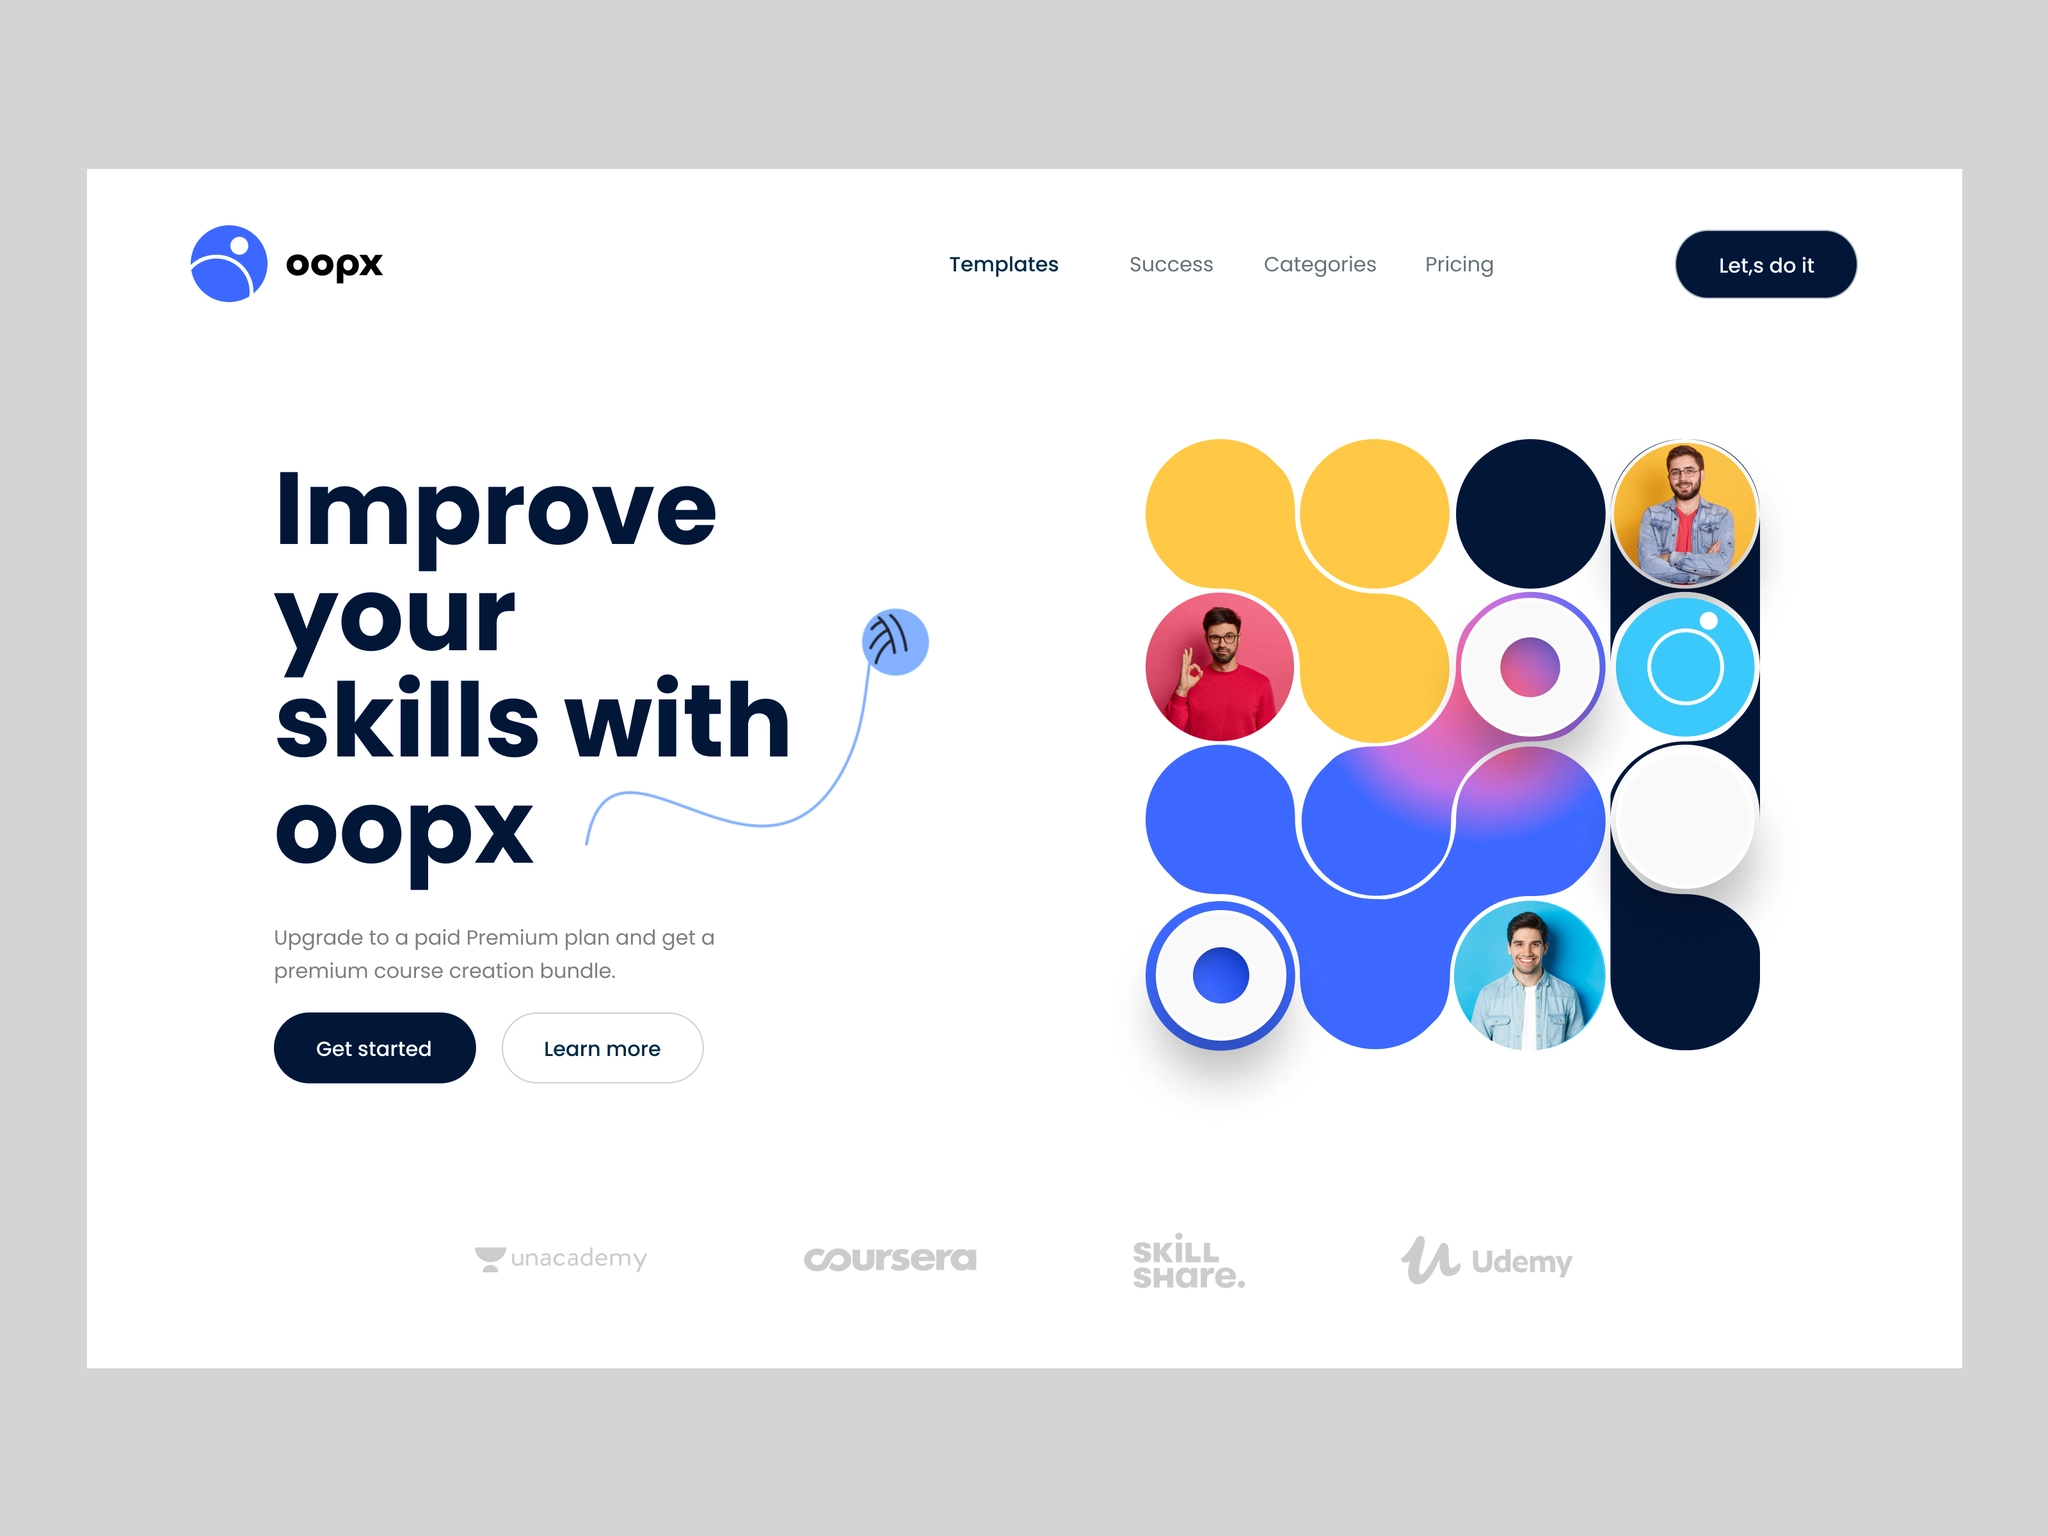 oopx
Templates
Success
Categories
Pricing
Let,s do it
Improve
your
skills with
oopx
Upgrade to a paid Premium plan and get a
premium course creation bundle.
Get started
Learn more
unacademy
coursera
SKiLL
SHare.
Udemy